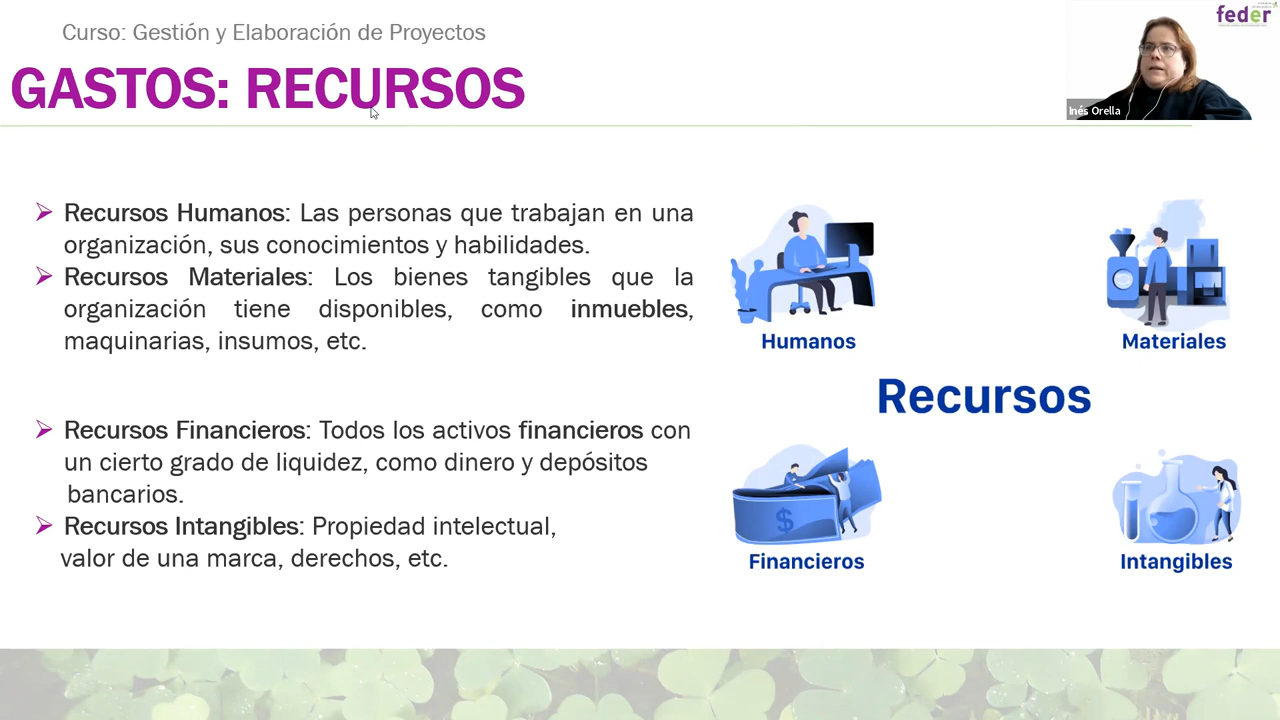 Curso: Gestión y Elaboración de Proyectos
feder
GASTOS: RECURSOS
Inés Orella
Recursos Humanos: Las personas que trabajan en una
organización, sus conocimientos y habilidades.
Recursos Materiales: Los bienes tangibles que la
organización tiene disponibles, como inmuebles,
maquinarias, insumos, etc.
Recursos Financieros: Todos los activos financieros con
un cierto grado de liquidez, como dinero y depósitos
bancarios.
Recursos Intangibles: Propiedad intelectual,
valor de una marca, derechos, etc.
Humanos
Materiales
Recursos
$
Financieros
Intangibles